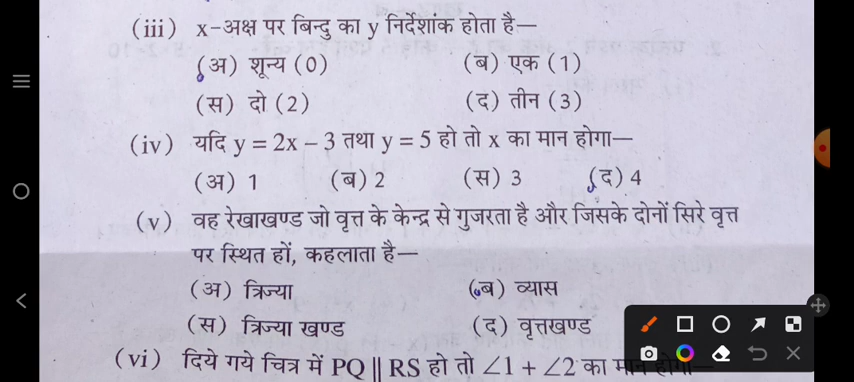 (iii) x-अक्ष पर बिन्दु का y निर्देशांक होता है—
(अ) शून्य (0) (ब) एक (1)
(स) दो (2) (द) तीन (3)
(iv) यदि y = 2x – 3 तथा y = 5 हो तो x का मान होगा—
(अ) 1 (ब) 2 (स) 3 (द) 4
(v) वह रेखाखण्ड जो वृत्त के केन्द्र से गुजरता है और जिसके दोनों सिरे वृत्त
पर स्थित हों, कहलाता है—
(अ) त्रिज्या (ब) व्यास
(स) त्रिज्या खण्ड (द) वृत्तखण्ड
(vi) दिये गये चित्र में PQ || RS हो तो ∠1 + ∠2 का मान होगा—